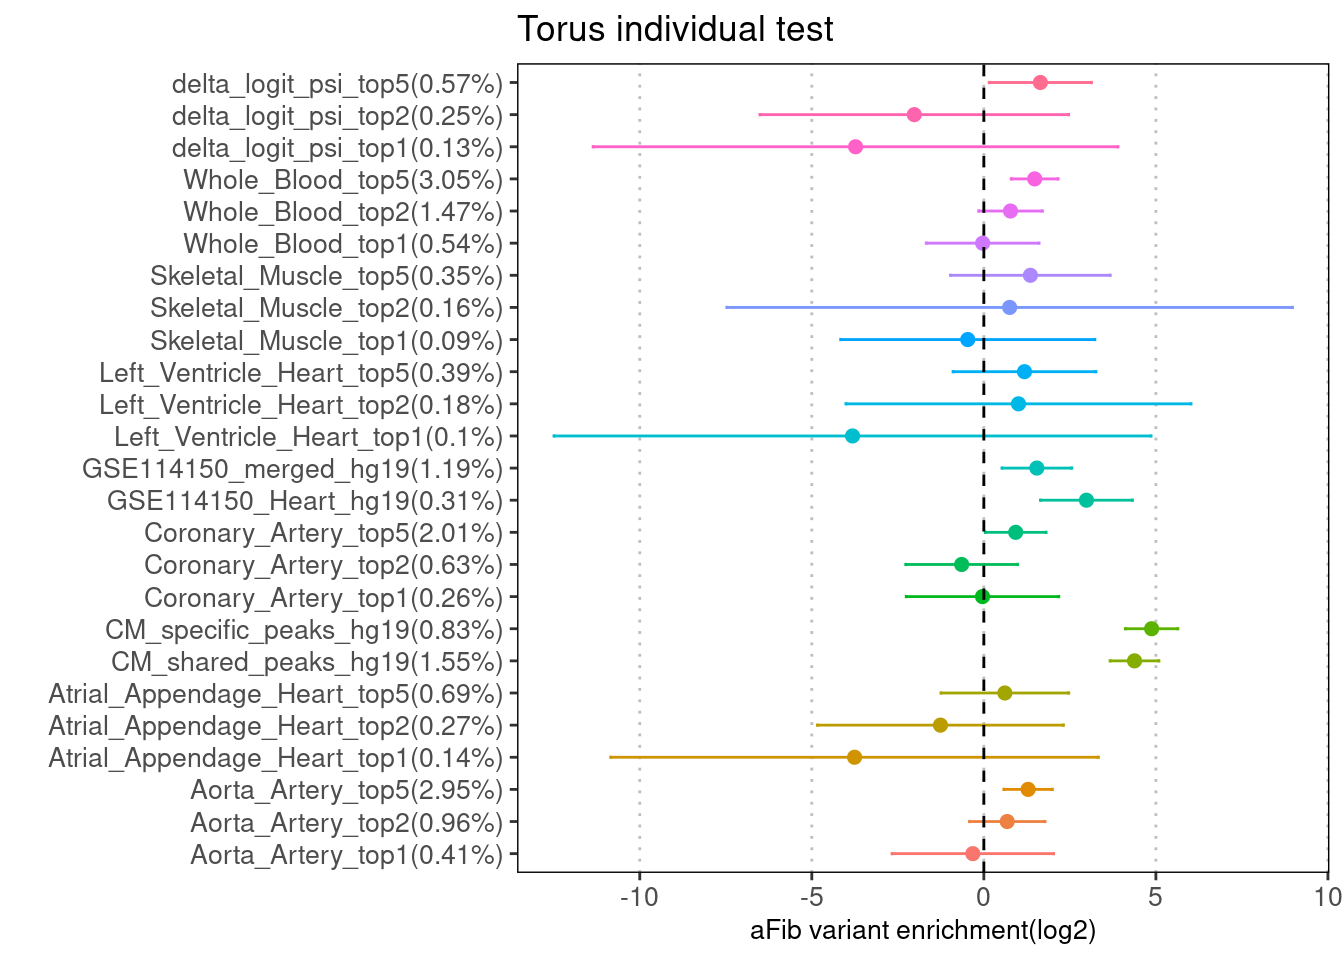 Torus individual test
delta_logit_psi_top5(0.57%)
delta_logit_psi_top2(0.25%)
delta_logit_psi_top1(0.13%)
Whole_Blood_top5(3.05%)
Whole_Blood_top2(1.47%)
Whole_Blood_top1(0.54%)
Skeletal_Muscle_top5(0.35%)
Skeletal_Muscle_top2(0.16%)
Skeletal_Muscle_top1(0.09%)
Left_Ventricle_Heart_top5(0.39%)
Left_Ventricle_Heart_top2(0.18%)
Left_Ventricle_Heart_top1(0.1%)
GSE114150_merged_hg19(1.19%)
GSE114150_Heart_hg19(0.31%)
Coronary_Artery_top5(2.01%)
Coronary_Artery_top2(0.63%)
Coronary_Artery_top1(0.26%)
CM_specific_peaks_hg19(0.83%)
CM_shared_peaks_hg19(1.55%)
Atrial_Appendage_Heart_top5(0.69%)
Atrial_Appendage_Heart_top2(0.27%)
Atrial_Appendage_Heart_top1(0.14%)
Aorta_Artery_top5(2.95%)
Aorta_Artery_top2(0.96%)
Aorta_Artery_top1(0.41%)
-10 -5 0 5 10
aFib variant enrichment(log2)